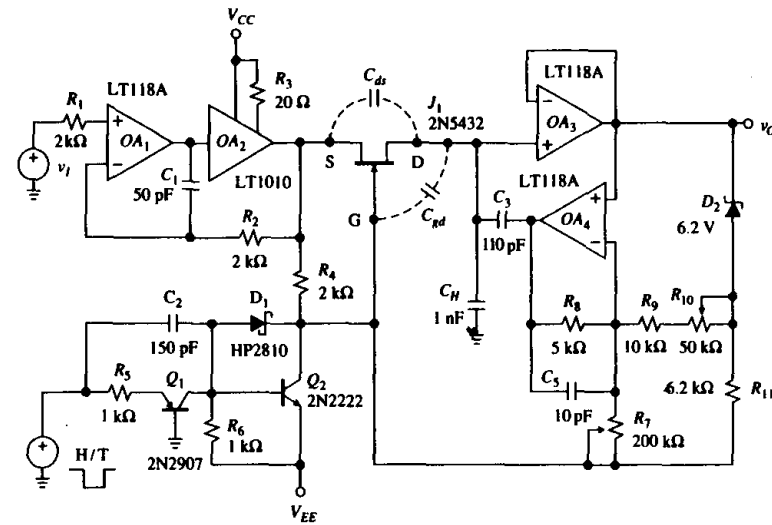 V_CC
LT118A
R_3
20 Ω
C_ds
J_1
2N5432
LT118A
R_1
2 kΩ
+
−
OA_1
OA_2
LT1010
v_I
C_1
50 pF
S
D
G
C_gd
−
+
OA_3
v_O
LT118A
C_3
110 pF
+
−
OA_4
D_2
6.2 V
R_2
2 kΩ
R_4
2 kΩ
C_H
1 nF
R_8
5 kΩ
R_9
10 kΩ
R_10
50 kΩ
C_2
150 pF
D_1
HP2810
R_5
1 kΩ
Q_1
2N2907
Q_2
2N2222
R_6
1 kΩ
C_5
10 pF
R_7
200 kΩ
6.2 kΩ
R_11
H/T
V_EE